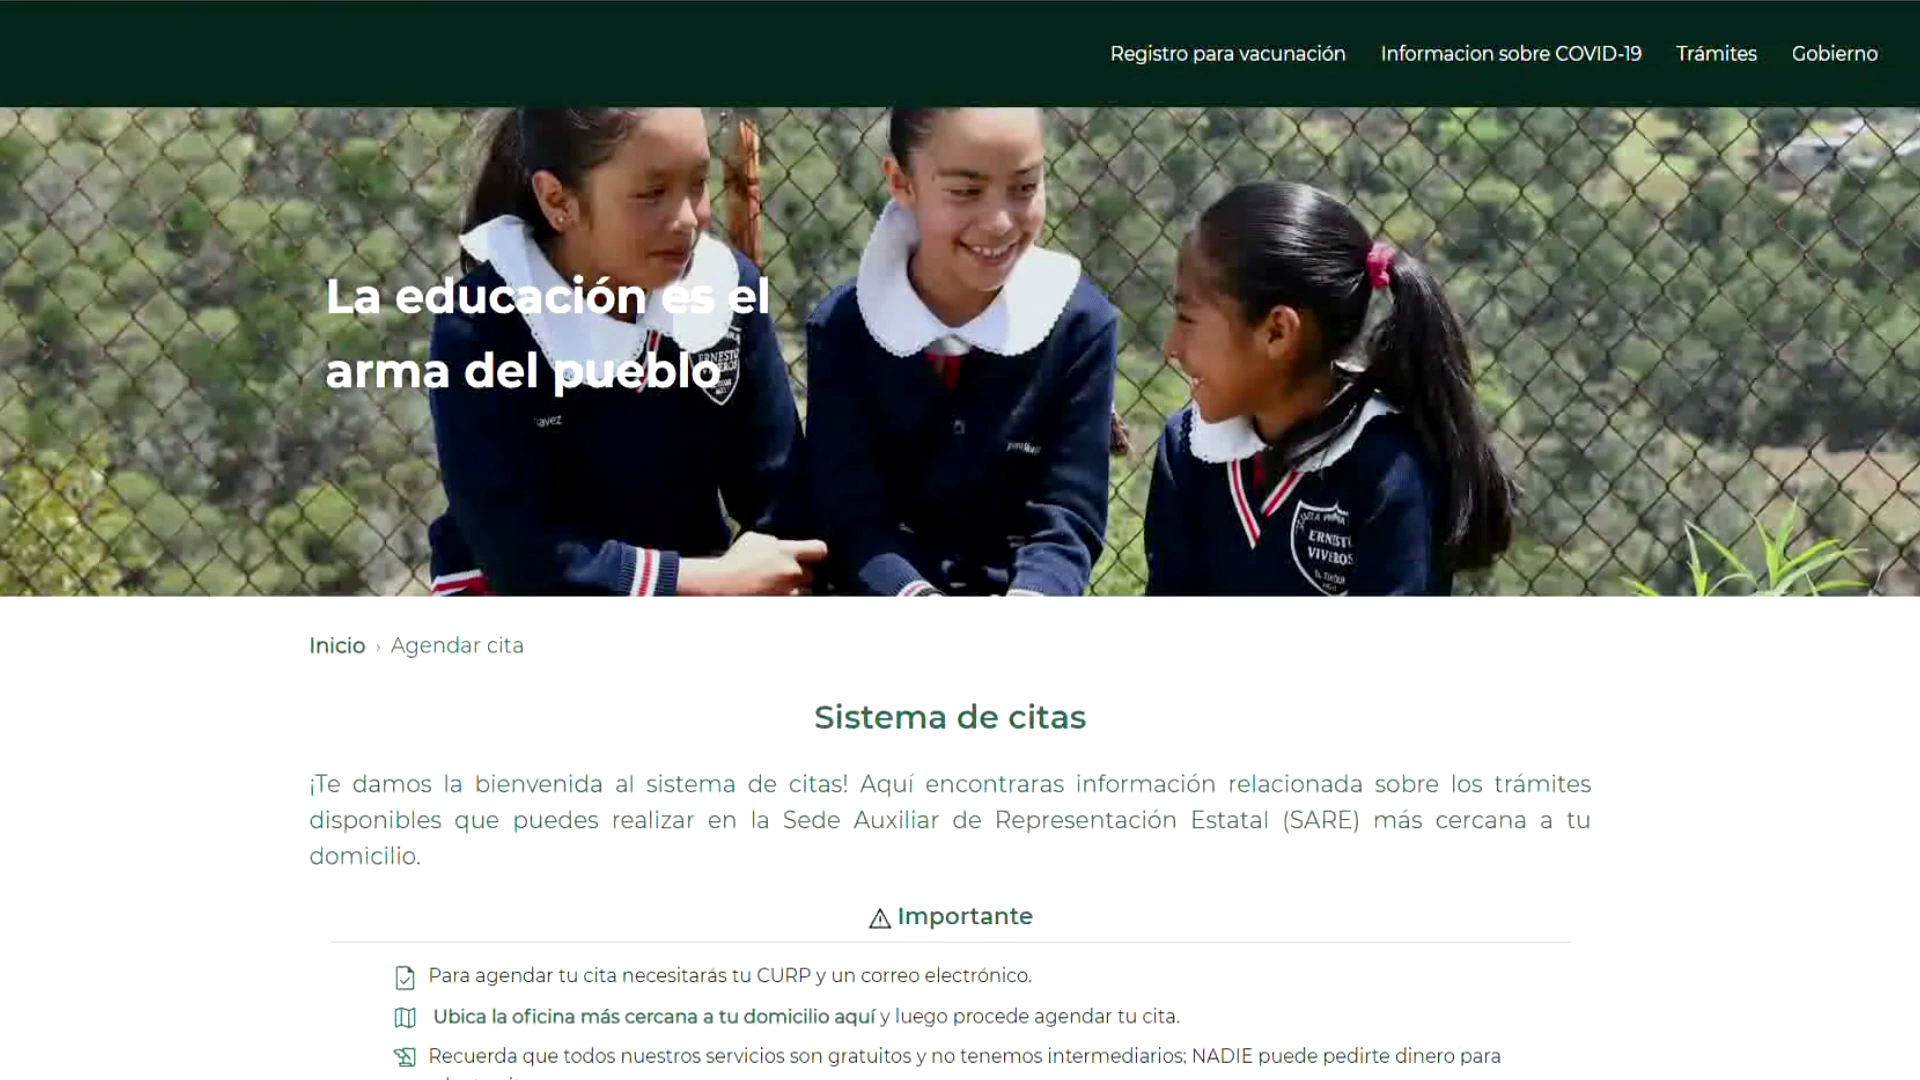 Registro para vacunación Informacion sobre COVID-19 Trámites Gobierno
La educación es el
arma del pueblo
ERNESTO
VIVEROS
ERNEST
VIVEROS
Inicio › Agendar cita
Sistema de citas
¡Te damos la bienvenida al sistema de citas! Aquí encontraras información relacionada sobre los trámites
disponibles que puedes realizar en la Sede Auxiliar de Representación Estatal (SARE) más cercana a tu
domicilio.
Importante
Para agendar tu cita necesitarás tu CURP y un correo electrónico.
Ubica la oficina más cercana a tu domicilio aquí y luego procede agendar tu cita.
Recuerda que todos nuestros servicios son gratuitos y no tenemos intermediarios; NADIE puede pedirte dinero para